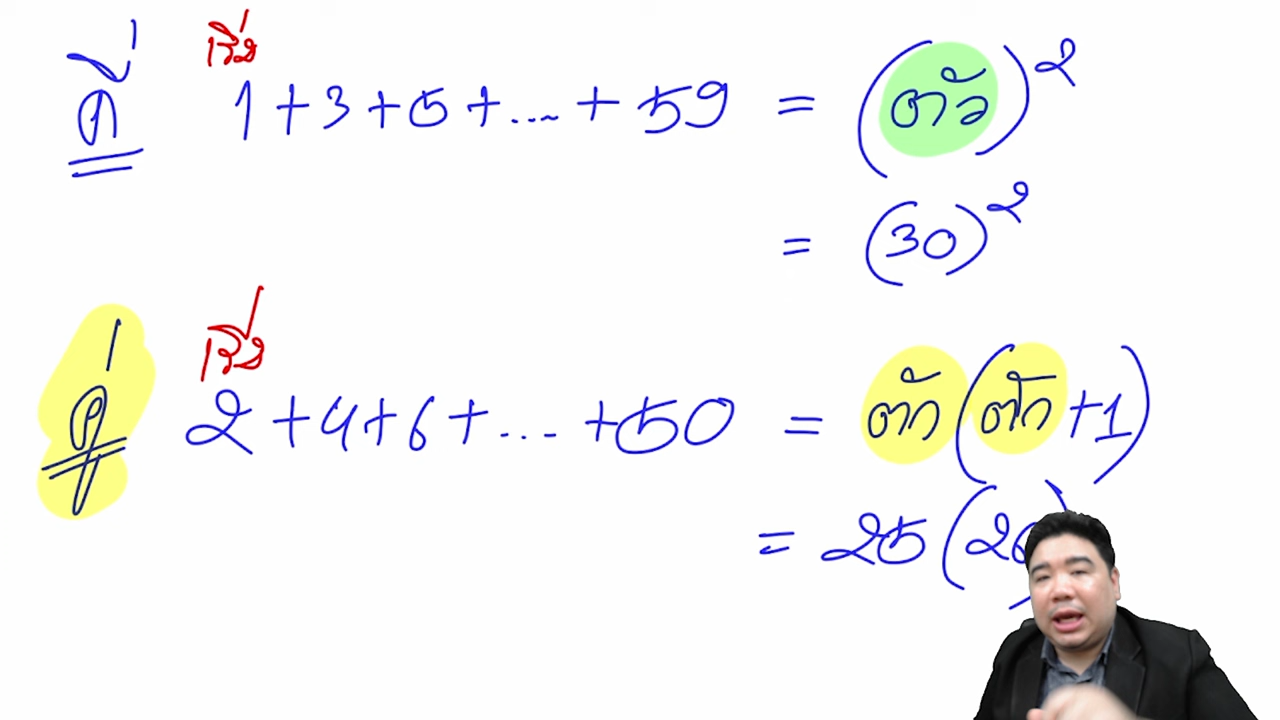 คี่ เริ่ม 1 + 3 + 5 + .... + 59 = (ตัว)²
= (30)²
คู่ เริ่ม 2 + 4 + 6 + .... + 50 = ตัว (ตัว + 1)
= 25 (26)